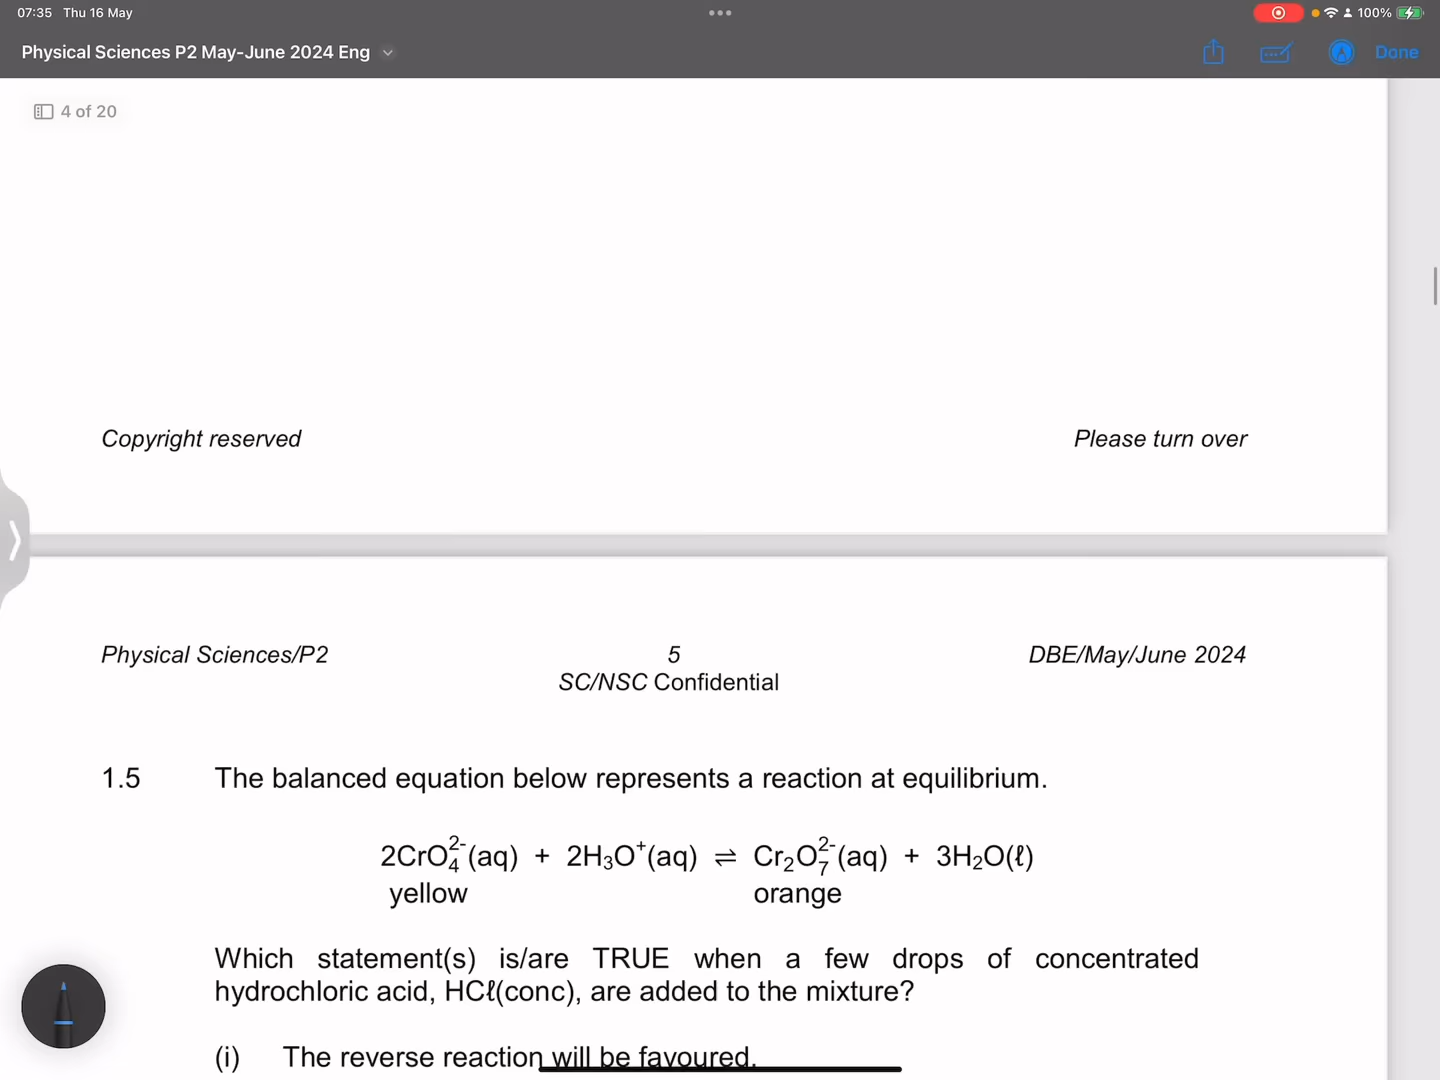 07:35 Thu 16 May
100%
Physical Sciences P2 May-June 2024 Eng
Done
4 of 20
Copyright reserved
Please turn over
Physical Sciences/P2
5
DBE/May/June 2024
SC/NSC Confidential
1.5 The balanced equation below represents a reaction at equilibrium.
2CrO₄²⁻(aq) + 2H₃O⁺(aq) ⇌ Cr₂O₇²⁻(aq) + 3H₂O(ℓ)
yellow orange
Which statement(s) is/are TRUE when a few drops of concentrated
hydrochloric acid, HCℓ(conc), are added to the mixture?
(i) The reverse reaction will be favoured.